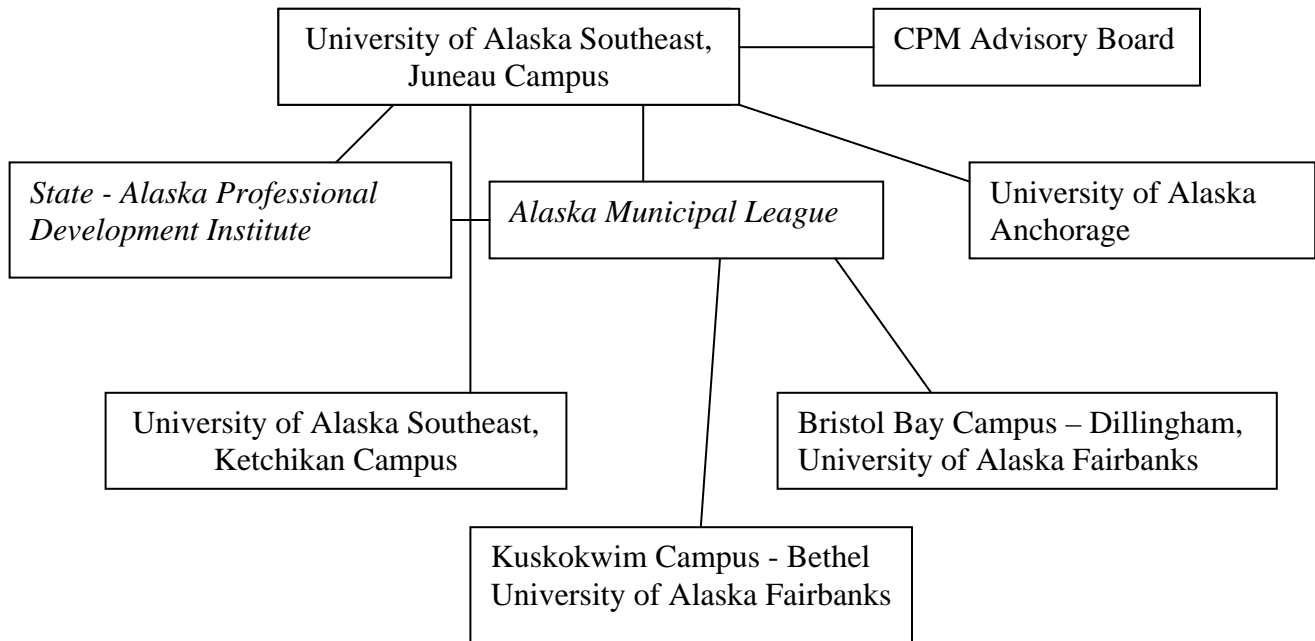 University of Alaska Southeast,
Juneau Campus
CPM Advisory Board
State - Alaska Professional
Development Institute
Alaska Municipal League
University of Alaska
Anchorage
University of Alaska Southeast,
Ketchikan Campus
Bristol Bay Campus – Dillingham,
University of Alaska Fairbanks
Kuskokwim Campus - Bethel
University of Alaska Fairbanks